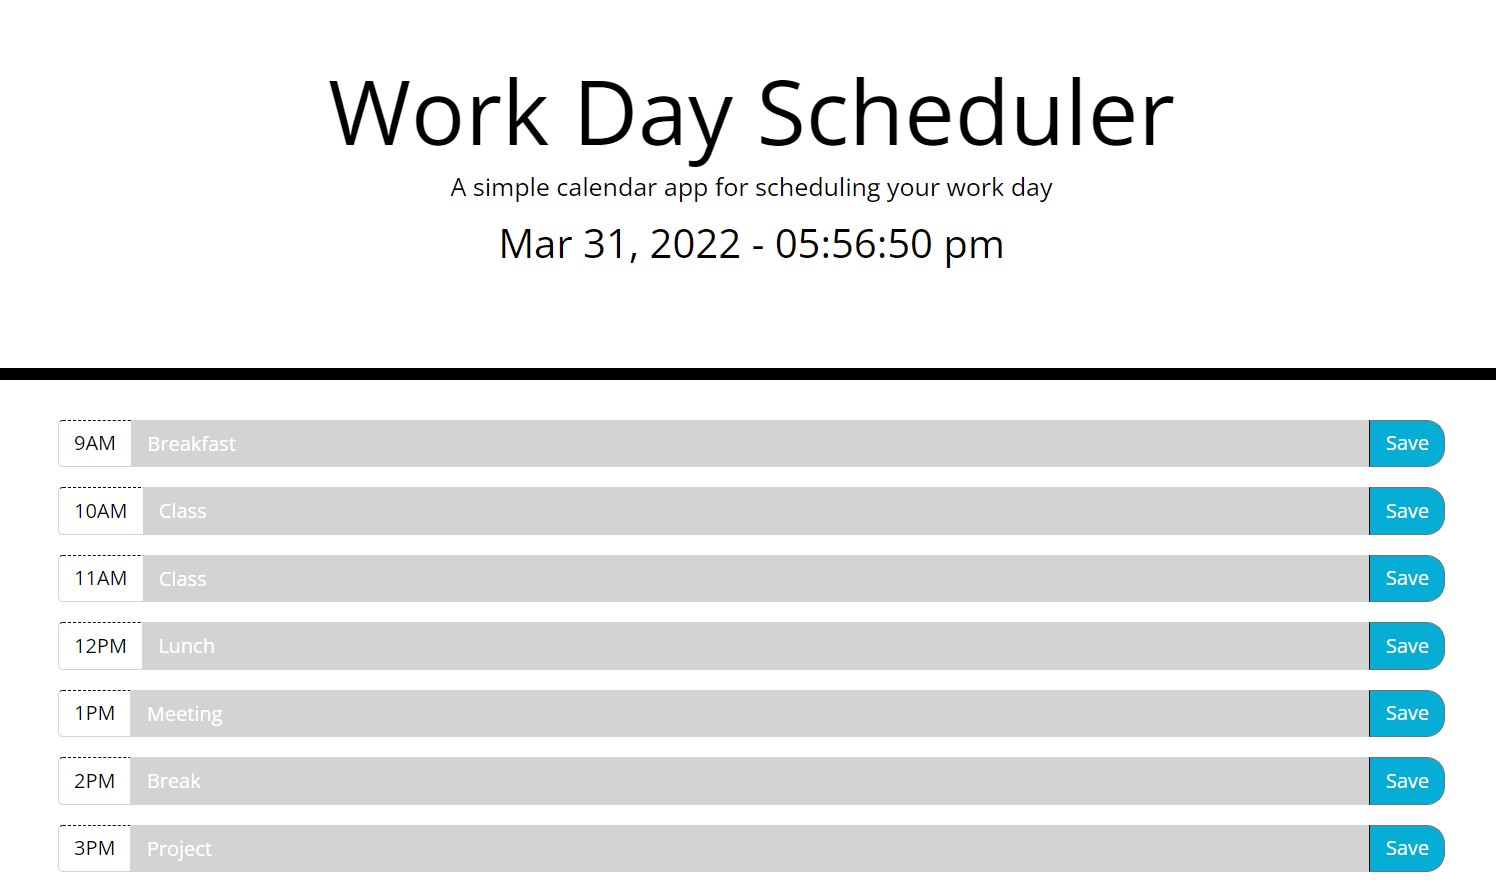 Work Day Scheduler
A simple calendar app for scheduling your work day
Mar 31, 2022 - 05:56:50 pm
9AM Breakfast Save
10AM Class Save
11AM Class Save
12PM Lunch Save
1PM Meeting Save
2PM Break Save
3PM Project Save